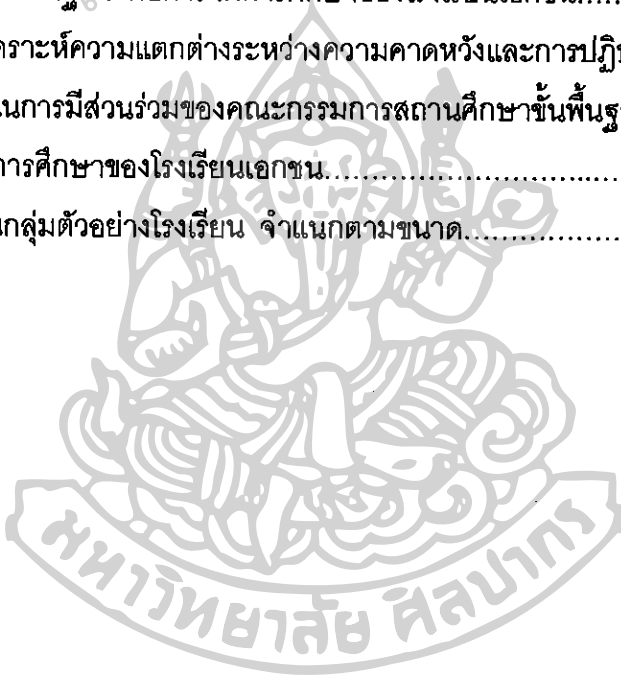 คราะห์ความแตกต่างระหว่างความคาดหวังและการปฏิบ
นการมีส่วนร่วมของคณะกรรมการสถานศึกษาขั้นพื้นฐ
การศึกษาของโรงเรียนเอกชน
นกลุ่มตัวอย่างโรงเรียน จำแนกตามขนาด
มหาวิทยาลัย ศิลปากร